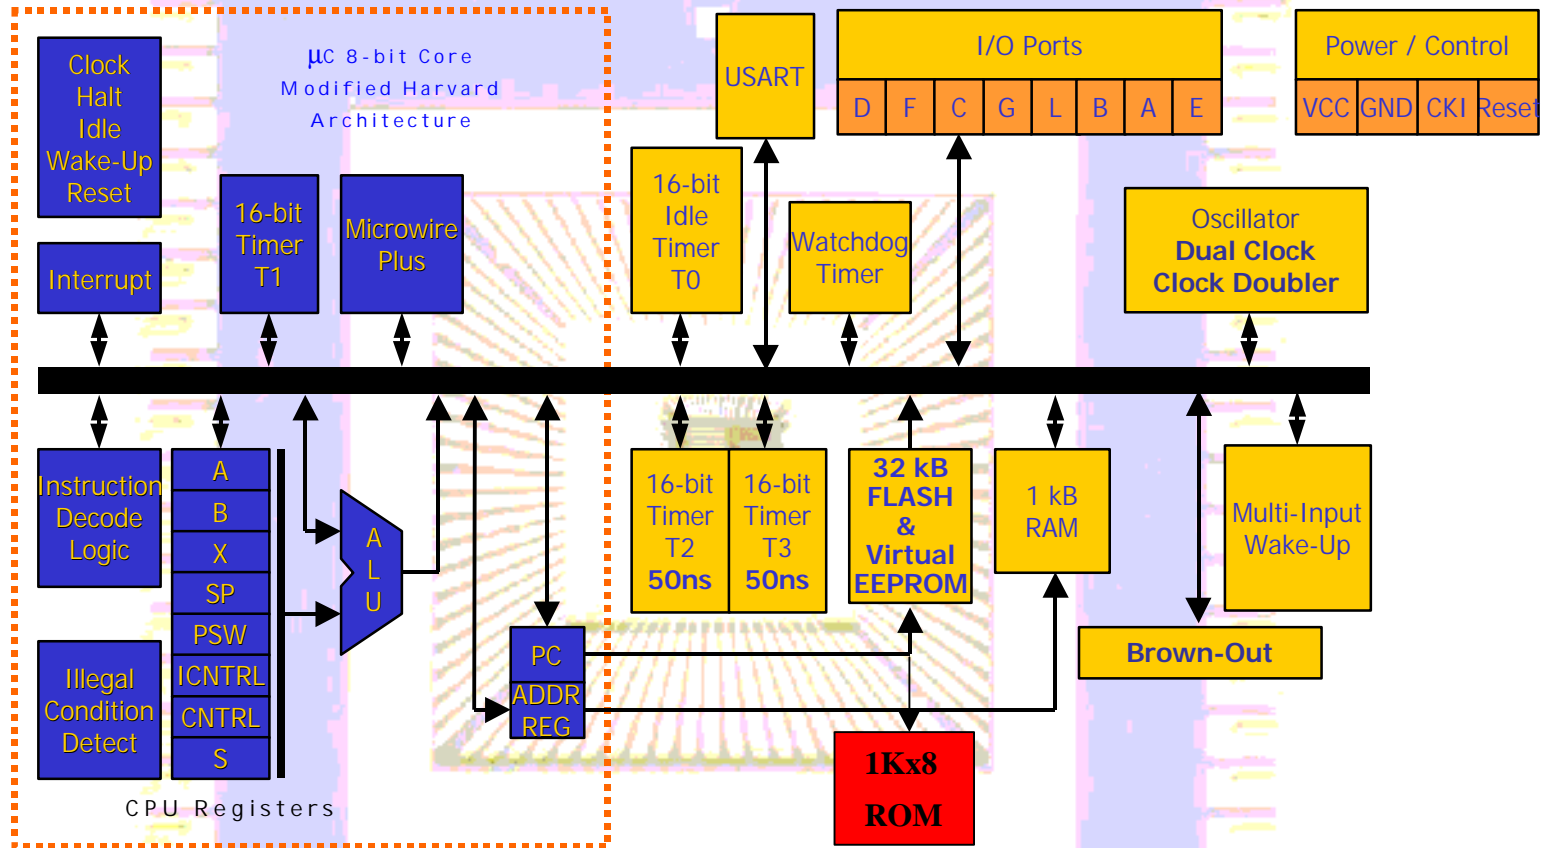 Clock
Halt
Idle
Wake-Up
Reset
µC 8-bit Core
Modified Harvard
Architecture
Interrupt
16-bit
Timer
T1
Microwire
Plus
USART
I/O Ports
D F C G L B A E
Power / Control
VCC GND CKI Reset
16-bit
Idle
Timer
T0
Watchdog
Timer
Oscillator
Dual Clock
Clock Doubler
Instruction
Decode
Logic
Illegal
Condition
Detect
A
B
X
SP
PSW
ICNTRL
CNTRL
S
CPU Registers
A
L
U
PC
ADDR
REG
16-bit
Timer
T2
50ns
16-bit
Timer
T3
50ns
32 kB
FLASH
&
Virtual
EEPROM
1 kB
RAM
Multi-Input
Wake-Up
Brown-Out
1Kx8
ROM